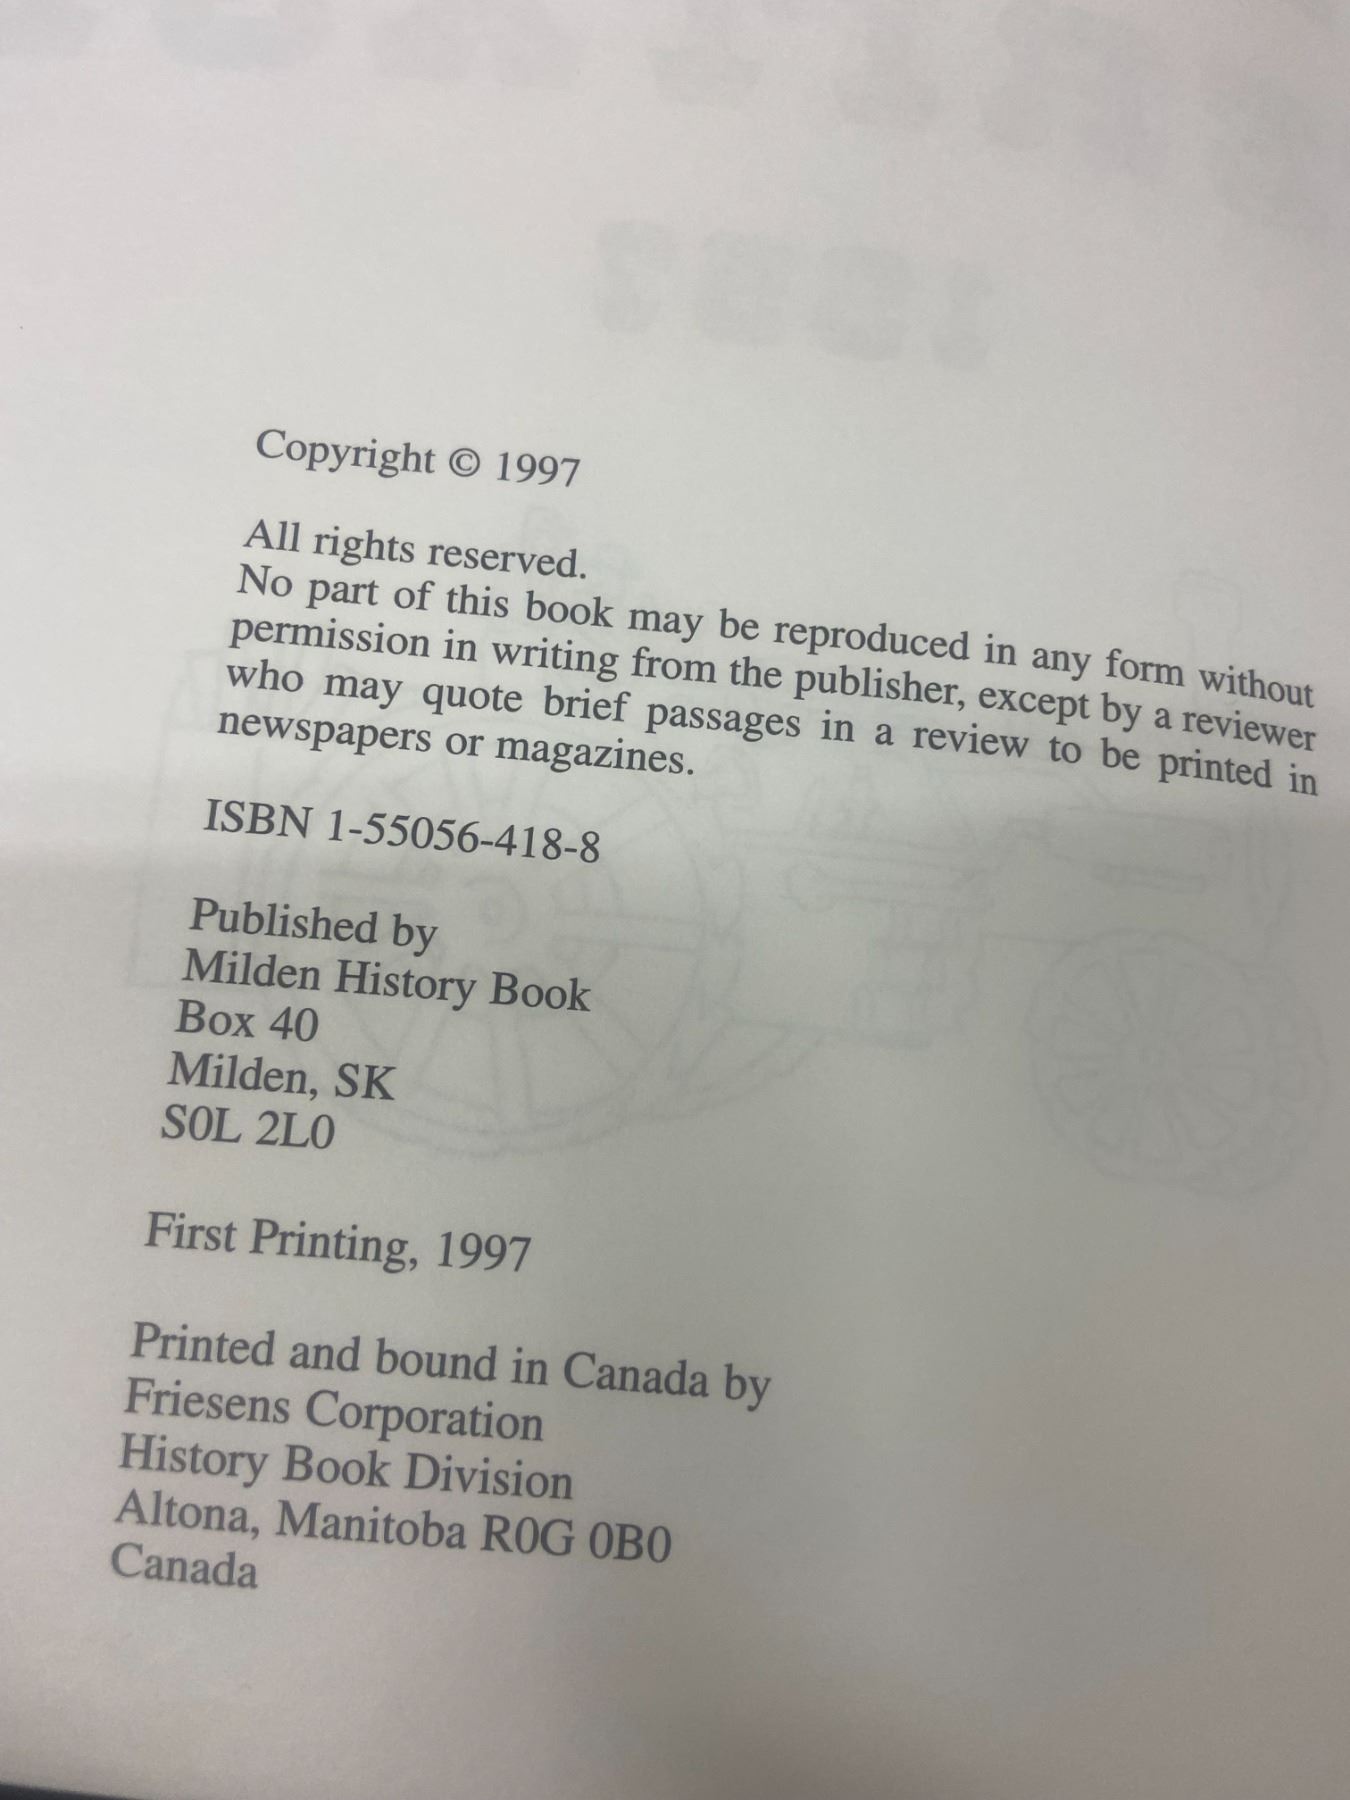 Copyright © 1997
All rights reserved.
No part of this book may be reproduced in any form without
permission in writing from the publisher, except by a reviewer
who may quote brief passages in a review to be printed in
newspapers or magazines.
ISBN 1-55056-418-8
Published by
Milden History Book
Box 40
Milden, SK
S0L 2L0
First Printing, 1997
Printed and bound in Canada by
Friesens Corporation
History Book Division
Altona, Manitoba R0G 0B0
Canada